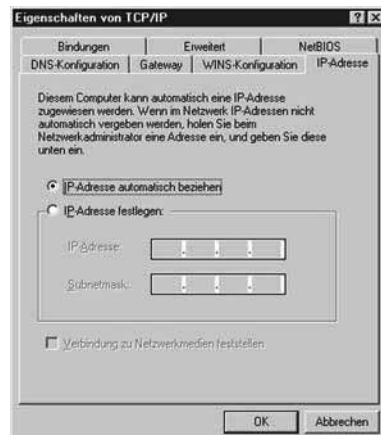 Eigenschaften von TCP/IP
Bindungen Erweitert NetBIOS
DNS-Konfiguration Gateway WINS-Konfiguration IP-Adresse
Diesem Computer kann automatisch eine IP-Adresse
zugewiesen werden. Wenn im Netzwerk IP-Adressen nicht
automatisch vergeben werden, holen Sie beim
Netzwerkadministrator eine Adresse ein, und geben Sie diese
unten ein.
IP-Adresse automatisch beziehen
IP-Adresse festlegen:
IP-Adresse:
Subnetmask:
Verbindung zu Netzwerkmedien feststellen
OK Abbrechen